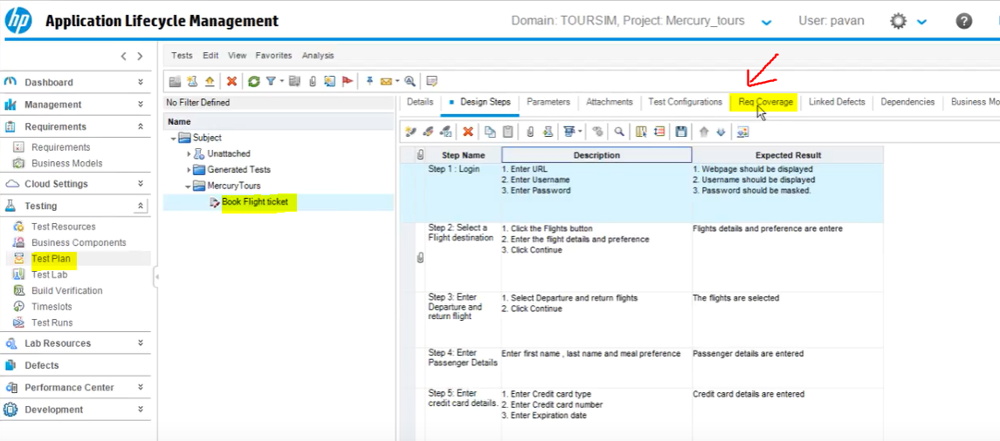 hp Application Lifecycle Management Domain: TOURSIM, Project: Mercury_tours User: pavan ?
Dashboard
Management
Requirements
Requirements
Business Models
Cloud Settings
Testing
Test Resources
Business Components
Test Plan
Test Lab
Build Verification
Timeslots
Test Runs
Lab Resources
Defects
Performance Center
Development
Tests Edit View Favorites Analysis
No Filter Defined
Name
Subject
Unattached
Generated Tests
MercuryTours
Book Flight ticket
Details Design Steps Parameters Attachments Test Configurations Req Coverage Linked Defects Dependencies Business Mo
Step Name Description Expected Result
Step 1 : Login
1. Enter URL
2. Enter Username
3. Enter Password
1. Webpage should be displayed
2. Username should be displayed
3. Password should be masked.
Step 2: Select a
Flight destination
1. Click the Flights button
2. Enter the flight details and preference
3. Click Continue
Flights details and preference are entere
Step 3: Enter
Departure and
return flight
1. Select Departure and return flights
2. Click Continue
The flights are selected
Step 4: Enter
Passenger Details
Enter first name , last name and meal preference
Passenger details are entered
Step 5: Enter
credit card details.
1. Enter Credit card type
2. Enter Credit card number
3. Enter Expiration date
Credit card details are entered